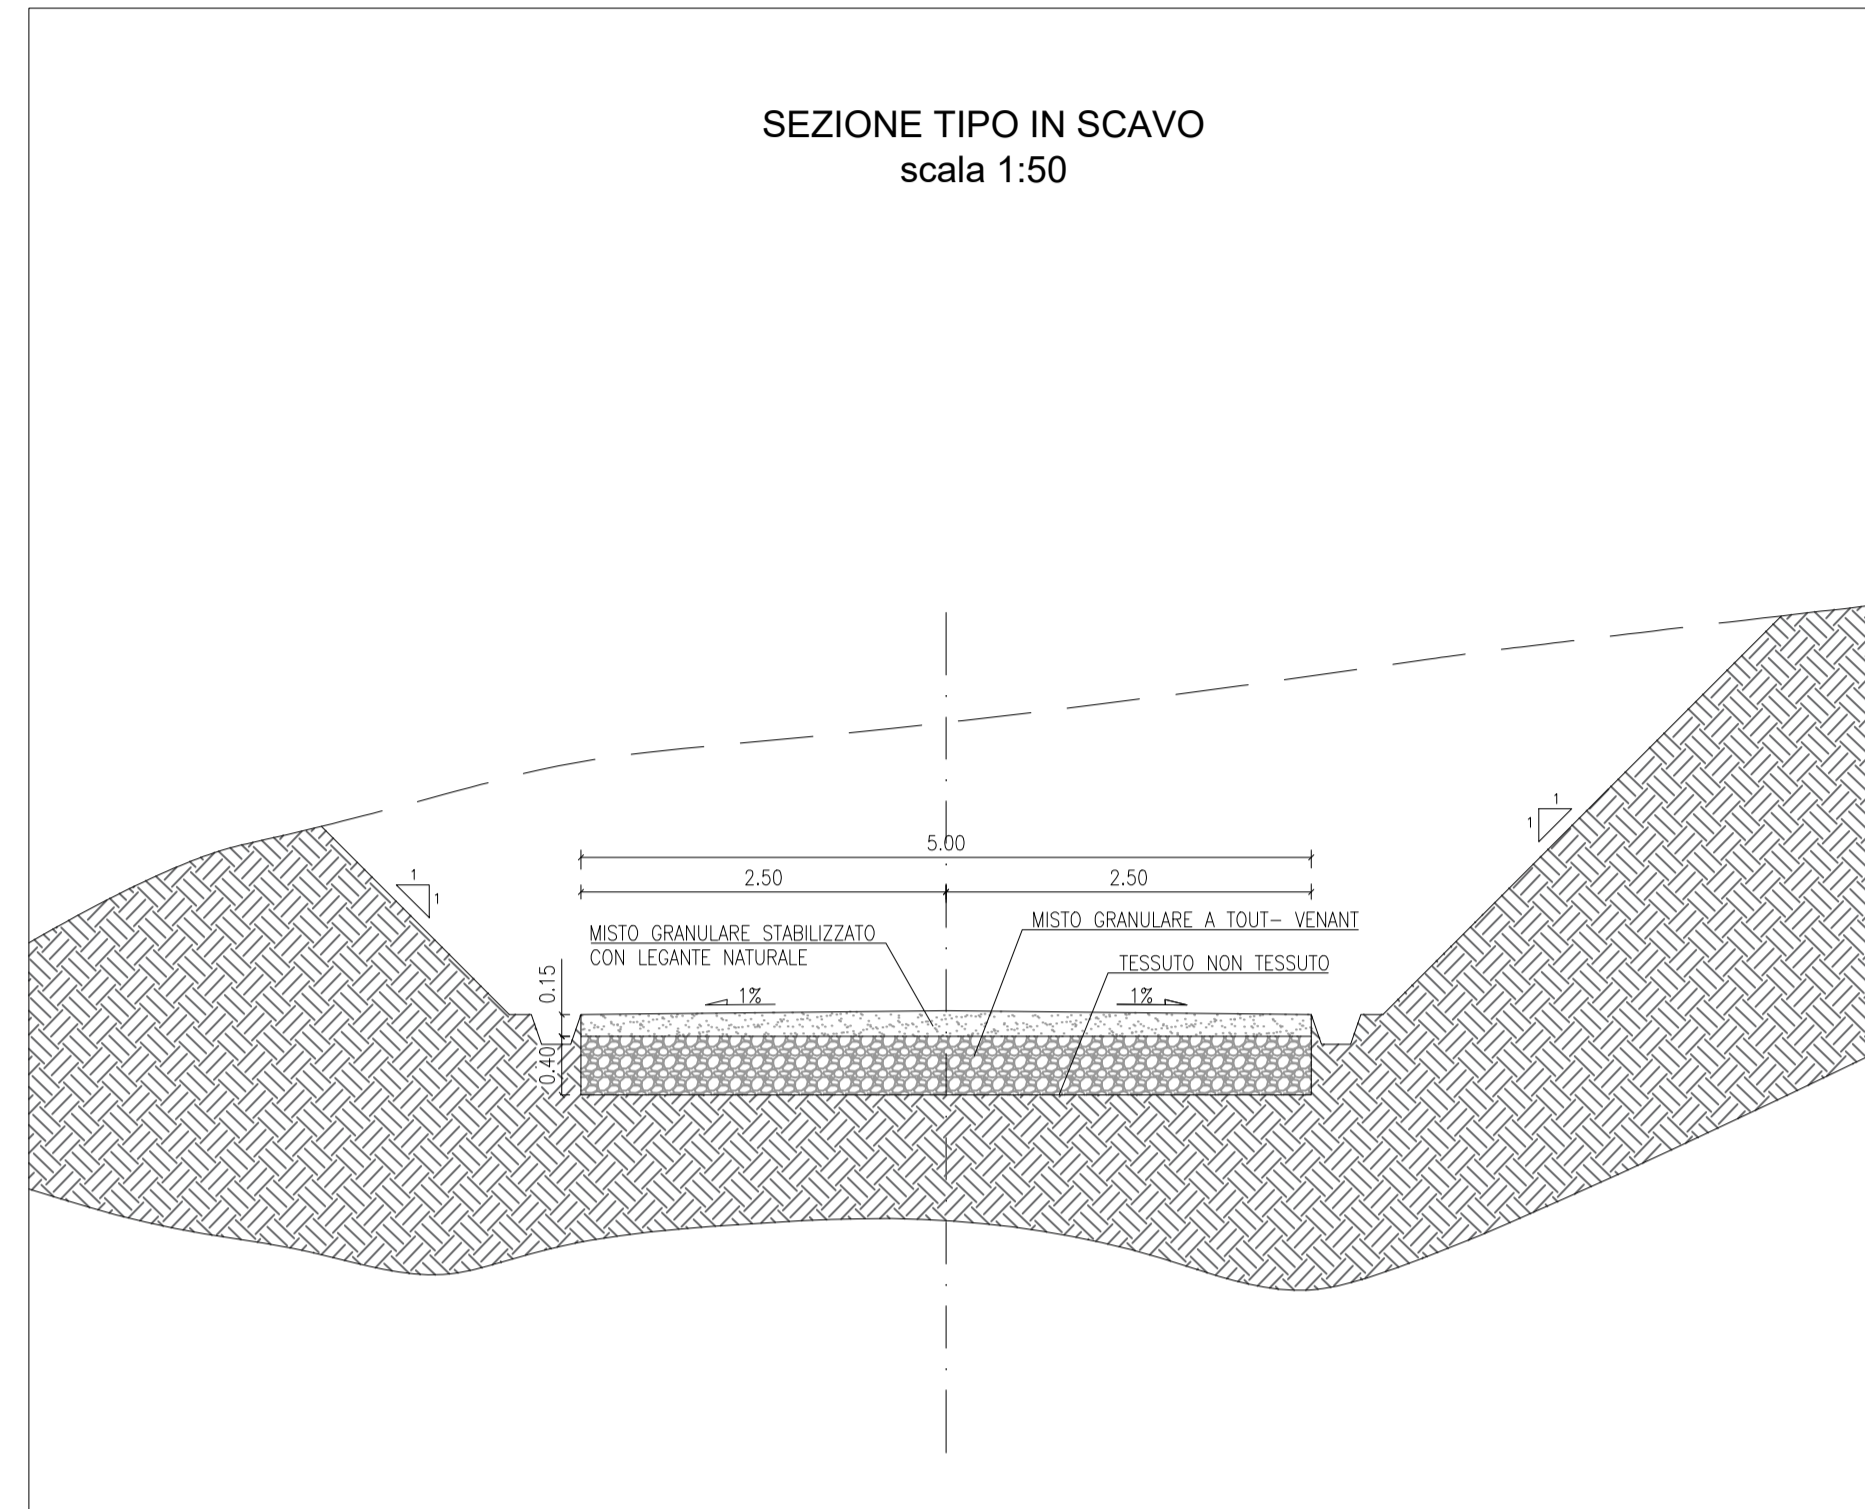 SEZIONE TIPO IN SCAVO
scala 1:50
1
1
5.00
1
1
2.50
2.50
MISTO GRANULARE A TOUT- VENANT
MISTO GRANULARE STABILIZZATO
CON LEGANTE NATURALE
TESSUTO NON TESSUTO
0.15
1%
1%
0.40